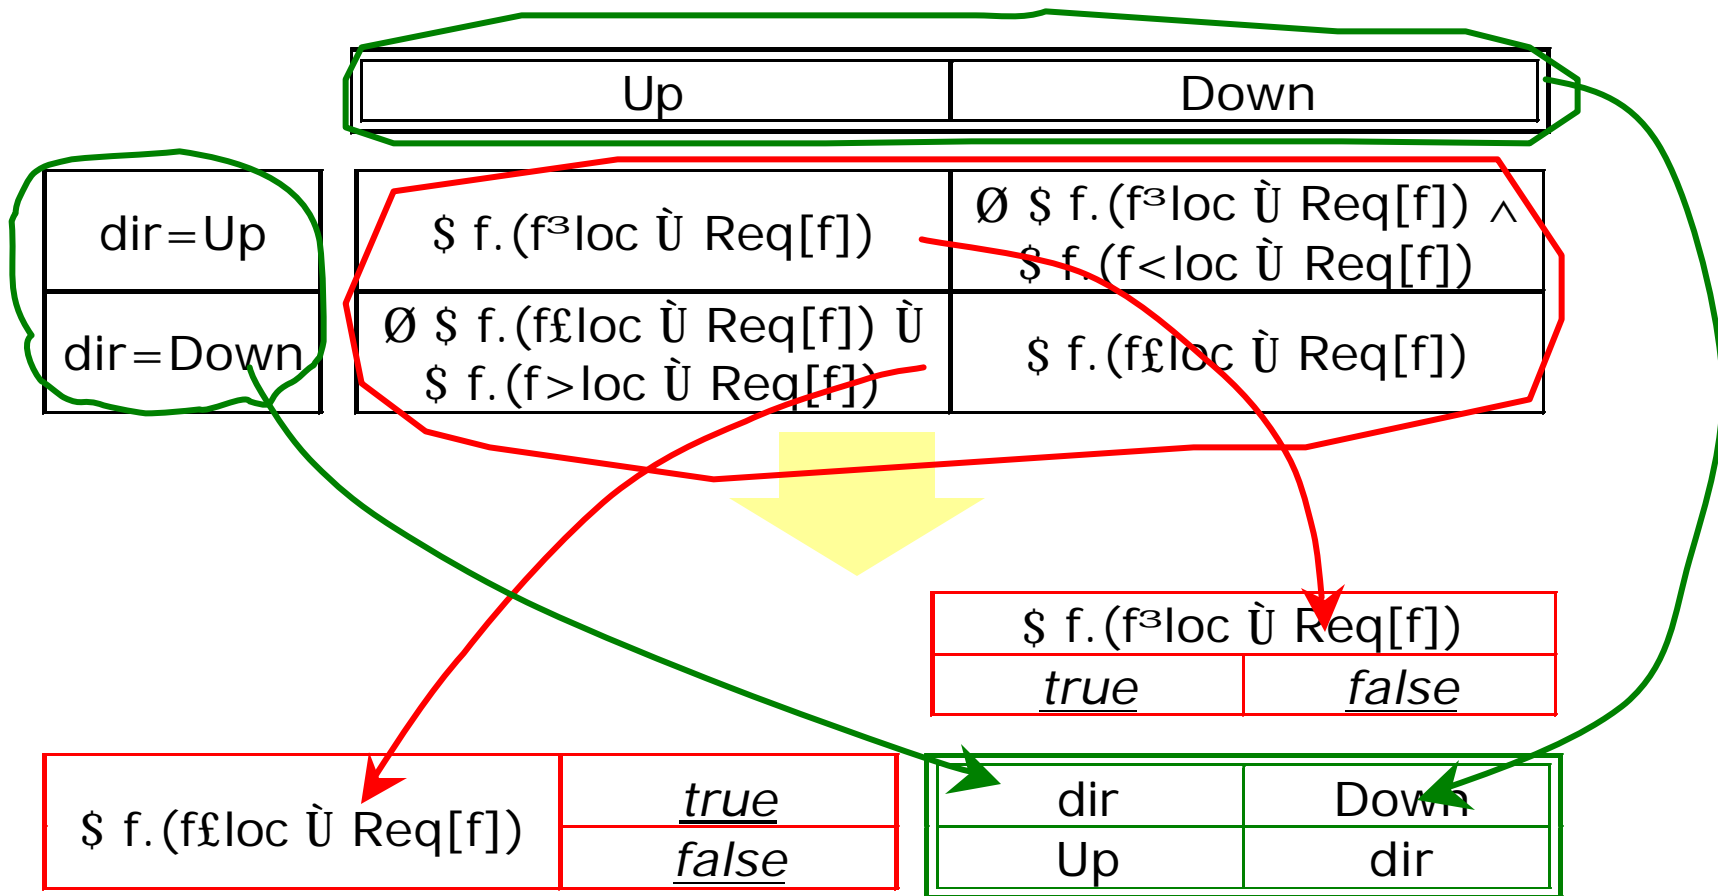 Up Down
dir=Up $ f.(f³loc Ù Req[f]) Ø $ f.(f³loc Ù Req[f]) ^
$ f.(f<loc Ù Req[f])
dir=Down Ø $ f.(f£loc Ù Req[f]) Ù
$ f.(f>loc Ù Req[f]) $ f.(f£loc Ù Req[f])
$ f.(f³loc Ù Req[f])
true false
$ f.(f£loc Ù Req[f]) true
false
dir Down
Up dir